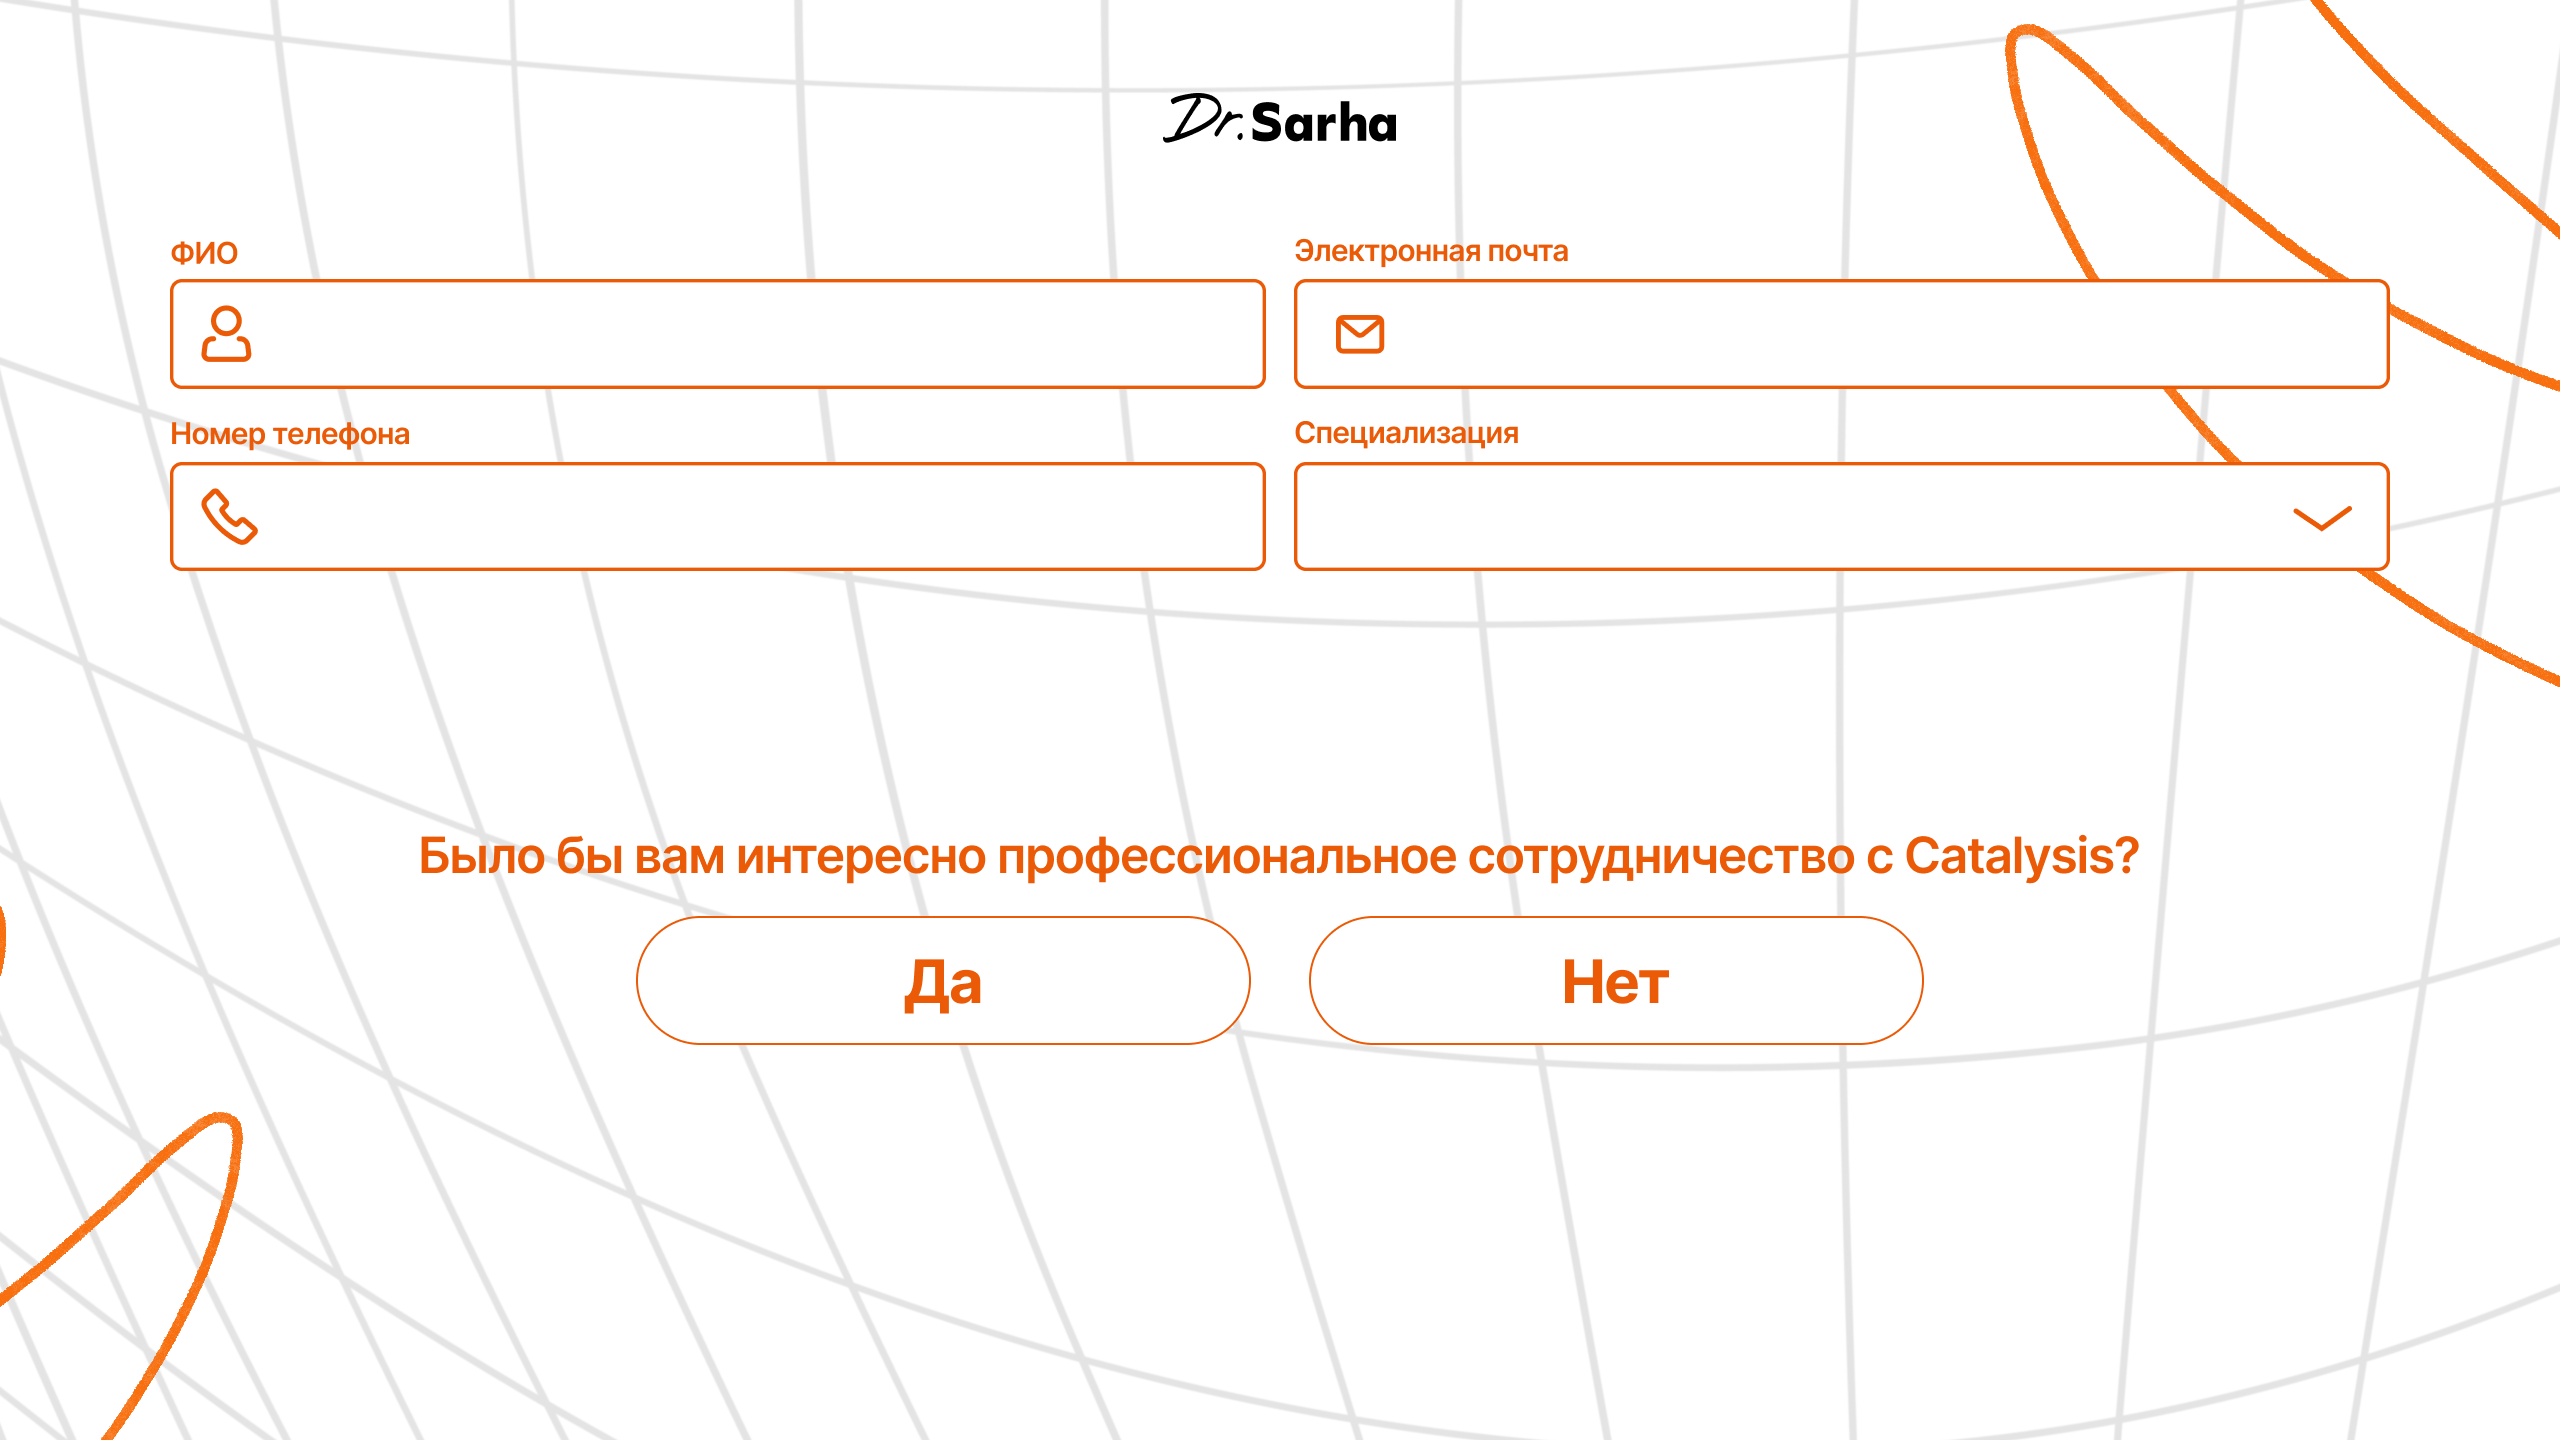 Dr. Sarha
ФИО
Электронная почта
Номер телефона
Специализация
Было бы вам интересно профессиональное сотрудничество с Catalysis?
Да
Нет